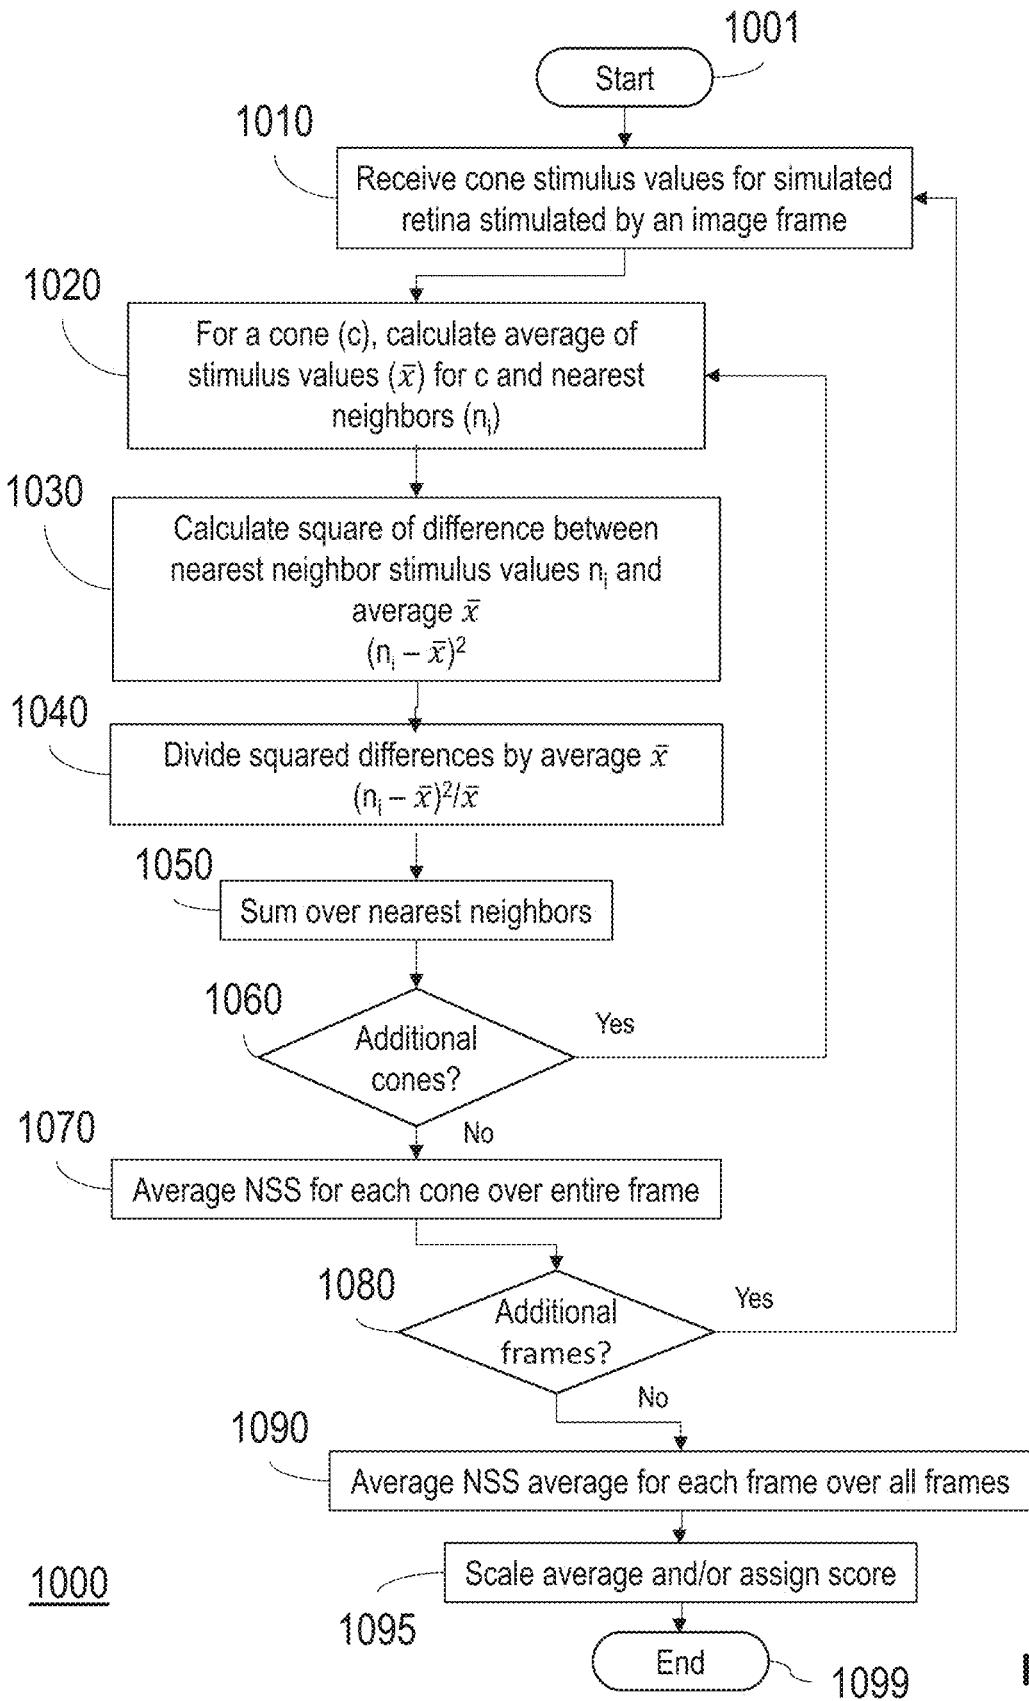 1001
Start
1010
Receive cone stimulus values for simulated
retina stimulated by an image frame
1020
For a cone (c), calculate average of
stimulus values (x̄) for c and nearest
neighbors (nᵢ)
1030
Calculate square of difference between
nearest neighbor stimulus values nᵢ and
average x̄
(nᵢ – x̄)²
1040
Divide squared differences by average x̄
(nᵢ – x̄)²/x̄
1050
Sum over nearest neighbors
1060
Additional
cones?
Yes
No
1070
Average NSS for each cone over entire frame
1080
Additional
frames?
Yes
No
1090
Average NSS average for each frame over all frames
1000
Scale average and/or assign score
1095
End
1099